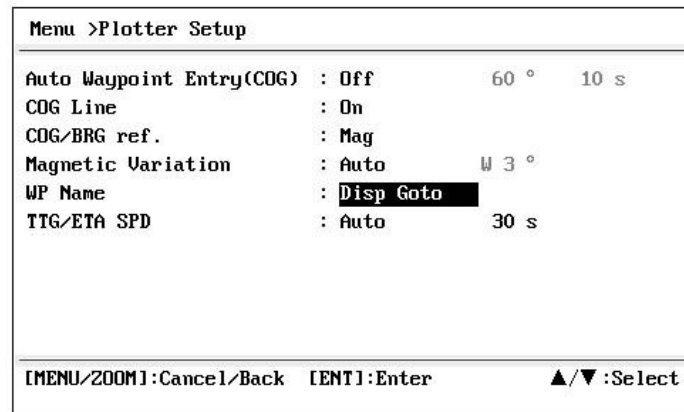 Menu >Plotter Setup
Auto Waypoint Entry(COG) : Off 60 ° 10 s
COG Line : On
COG/BRG ref. : Mag
Magnetic Variation : Auto W 3 °
WP Name : Disp Goto
TTG/ETA SPD : Auto 30 s
[MENU/ZOOM]:Cancel/Back [ENT]:Enter ▲/▼:Select